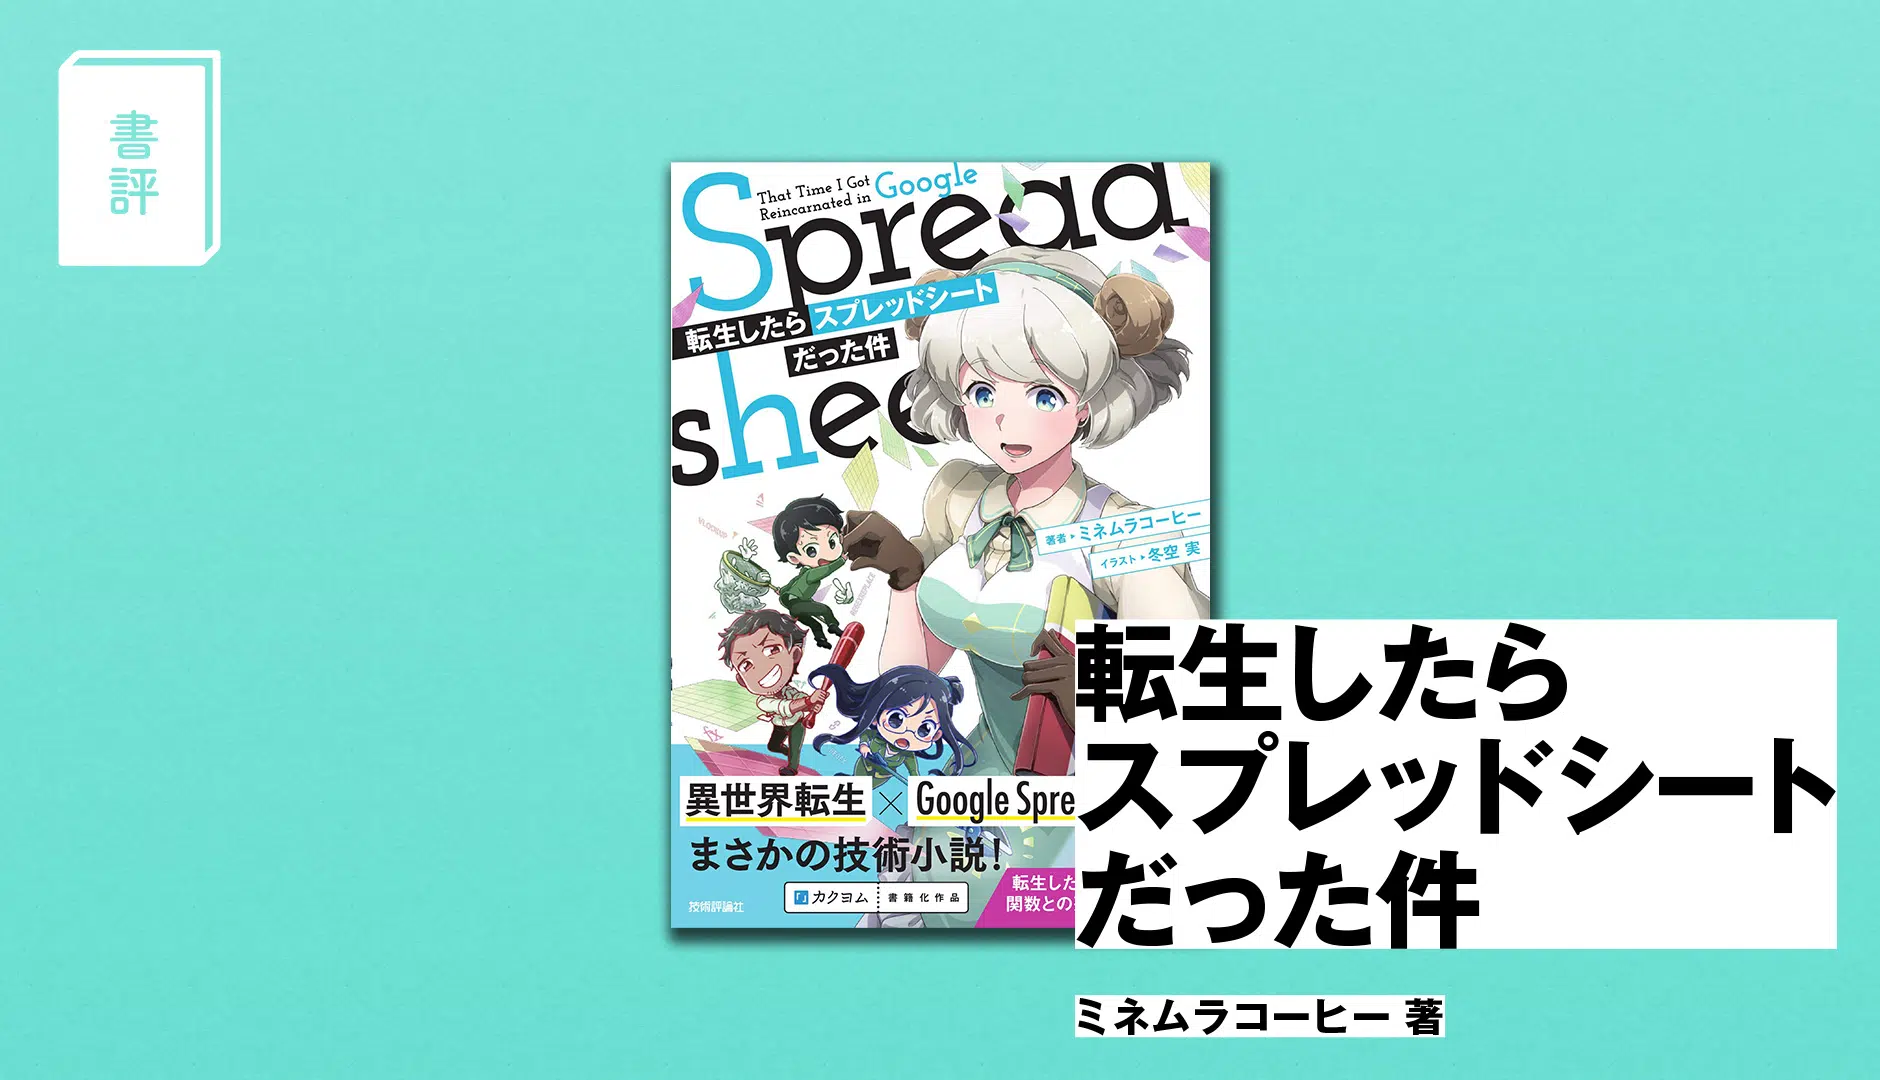 書評
That Time I Got
Reincarnated in
Google
Spread
転生したら
スプレッドシート
だった件
shee
著者▶ミネムラコーヒー
イラスト▶冬空 実
VLOOKUP
fx
異世界転生×Google Spre
まさかの技術小説!
カクヨム 書籍化作品
技術評論社
転生した
関数との
転生したら
スプレッドシート
だった件
ミネムラコーヒー 著